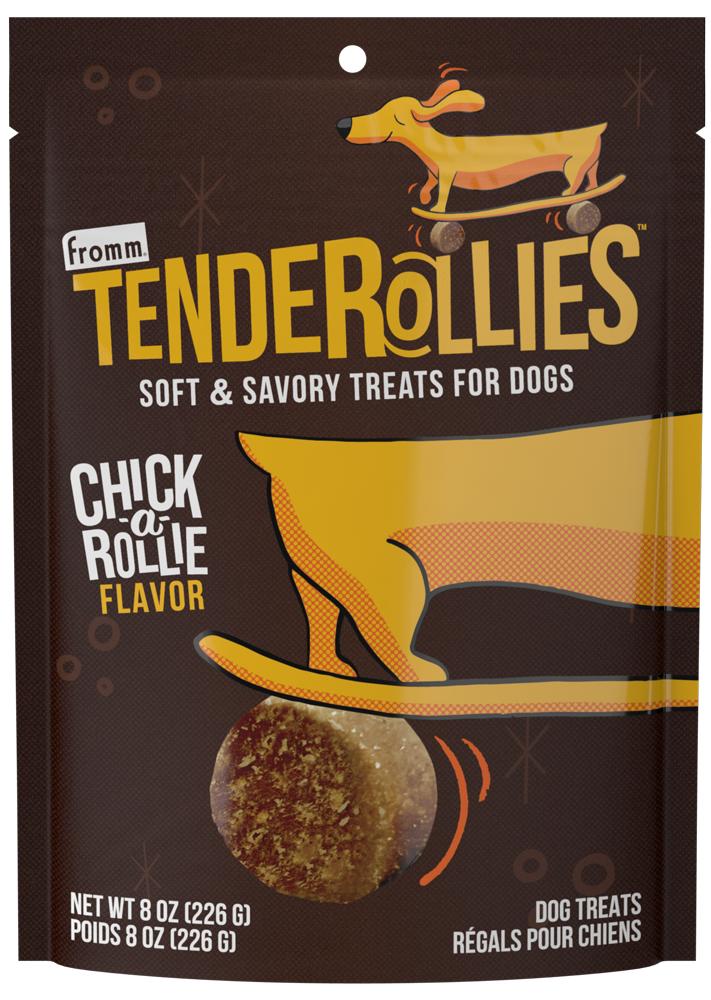 fromm®
TENDEROLLIES™
SOFT & SAVORY TREATS FOR DOGS
CHICK
-a-
ROLLIE
FLAVOR
NET WT 8 OZ (226 G)
POIDS 8 OZ (226 G)
DOG TREATS
RÉGALS POUR CHIENS